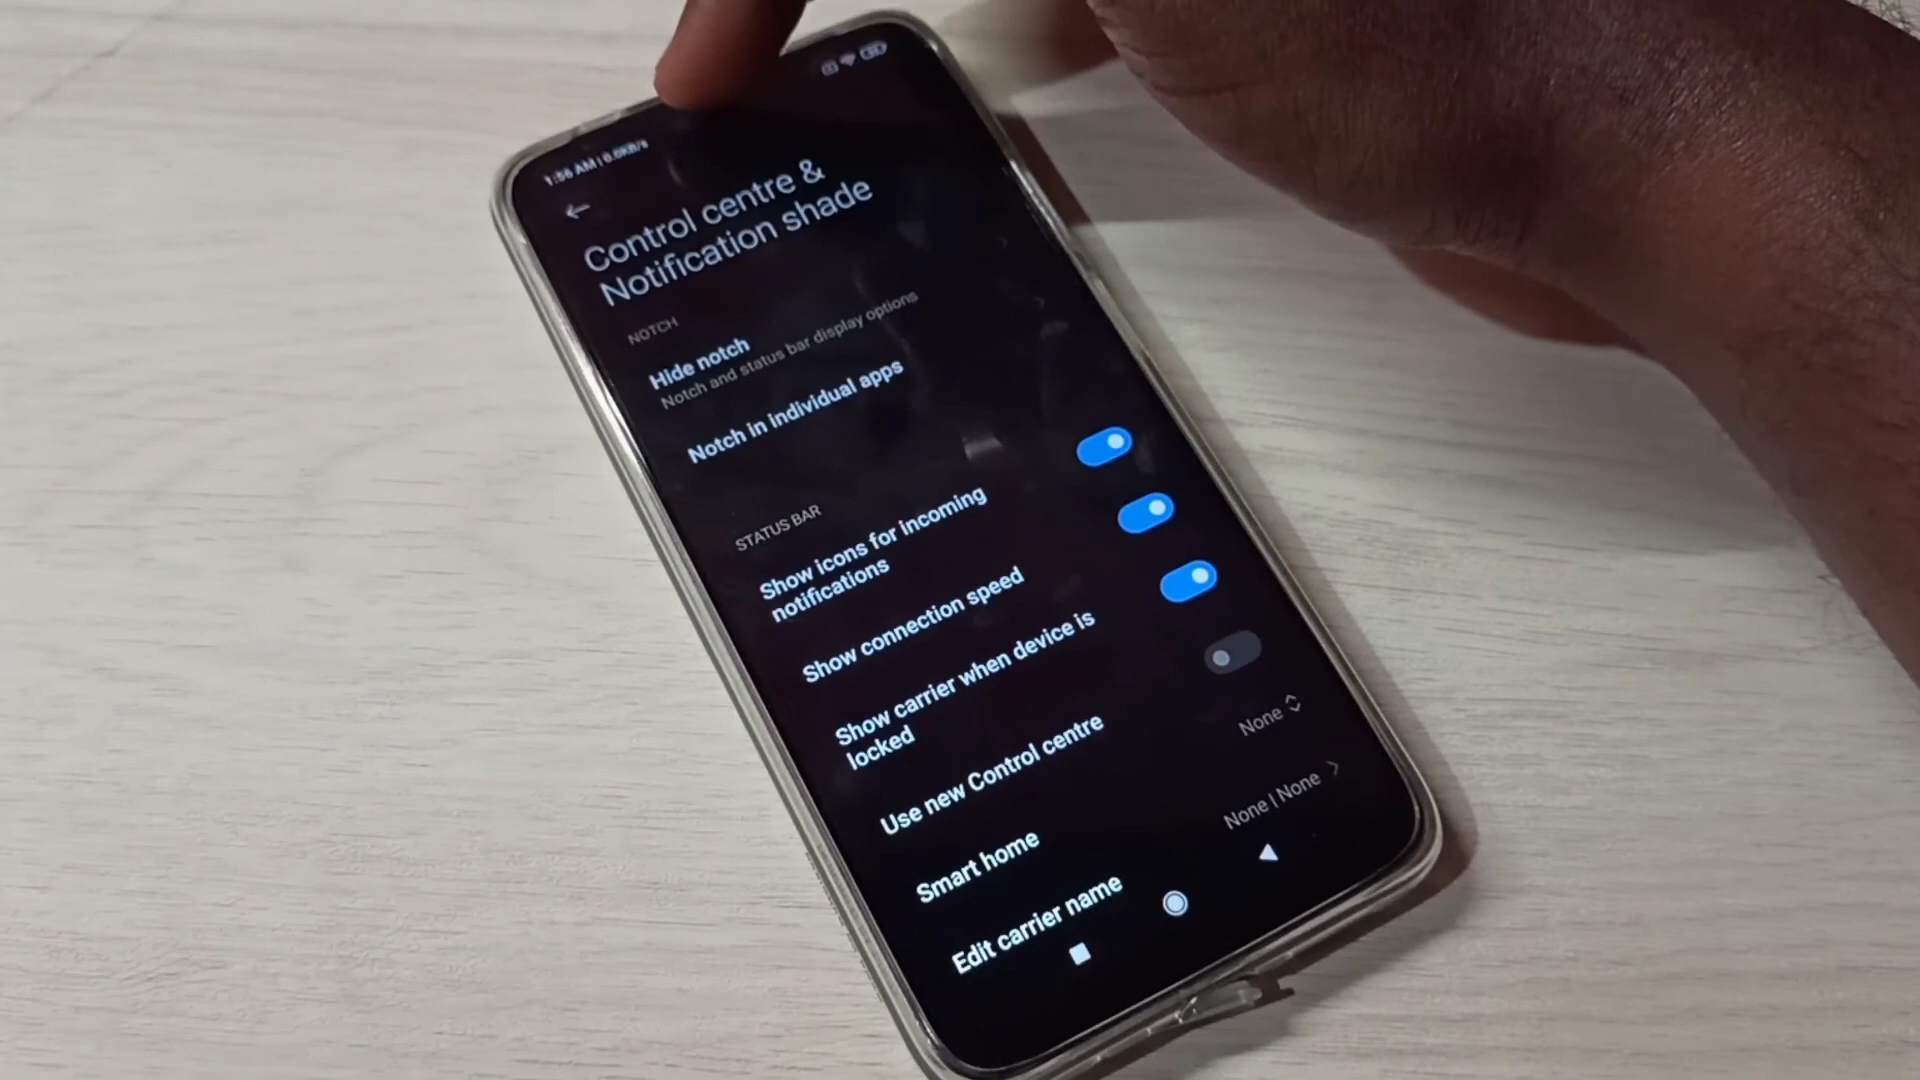 1:56 AM | 0.0KB/s
Control centre &
Notification shade
NOTCH
Hide notch
Notch and status bar display options
Notch in individual apps
STATUS BAR
Show icons for incoming
notifications
Show connection speed
Show carrier when device is
locked
Use new Control centre
Smart home
None
Edit carrier name
None | None